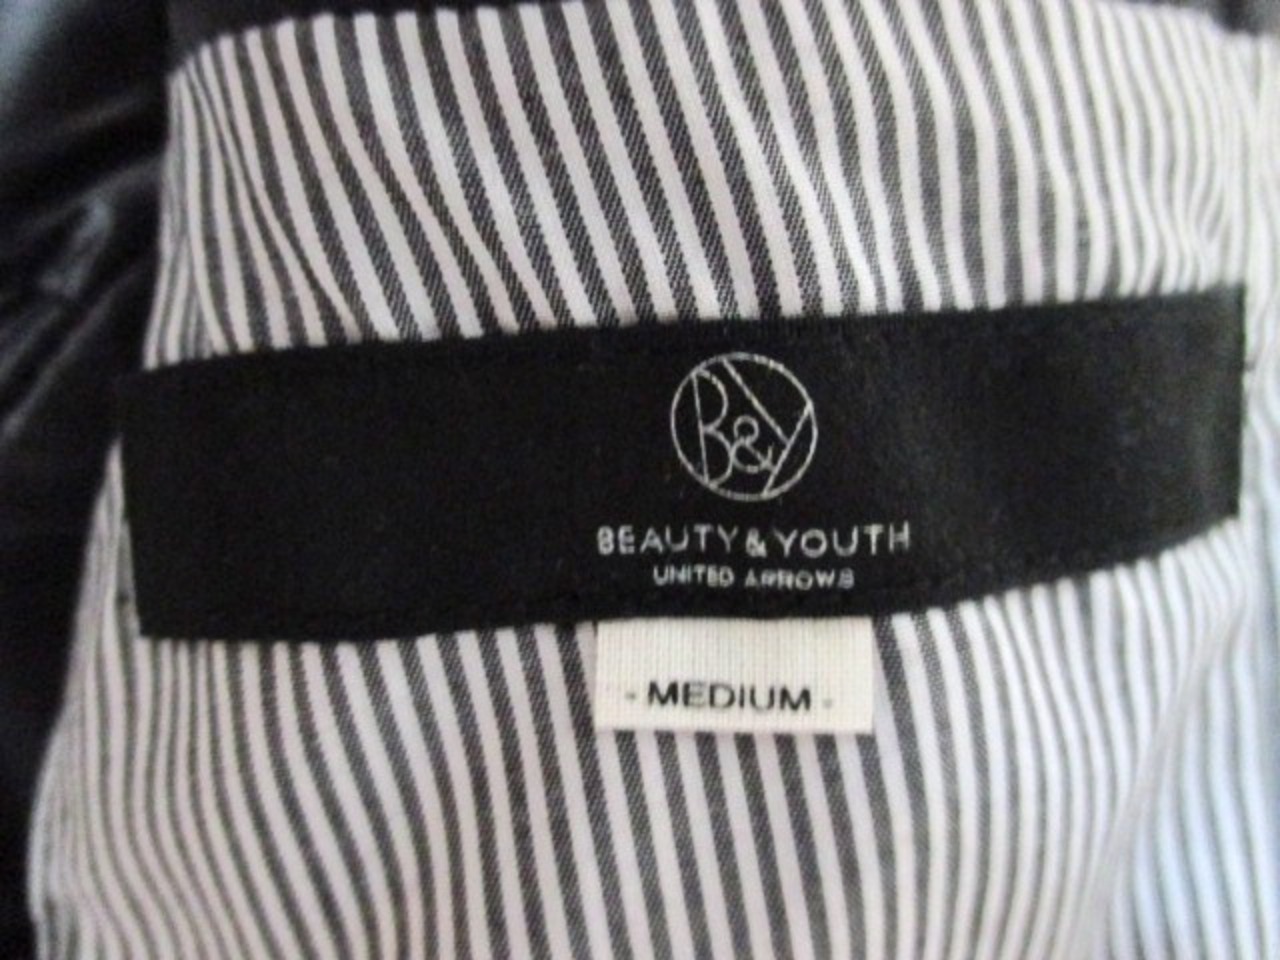 B&Y
BEAUTY & YOUTH
UNITED ARROWS
- MEDIUM -